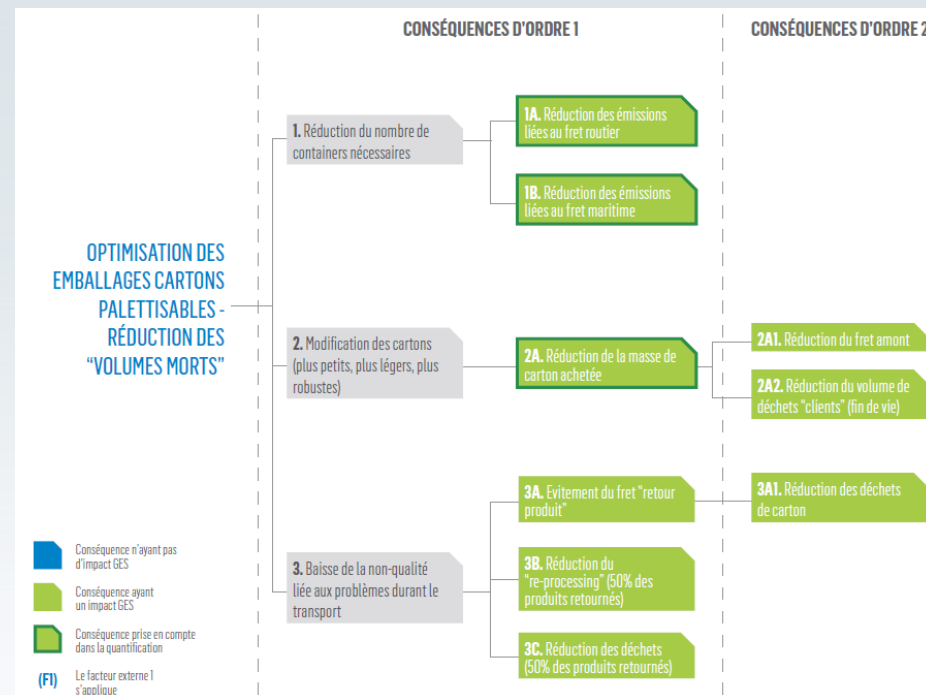 CONSÉQUENCES D'ORDRE 1
CONSÉQUENCES D'ORDRE 2
OPTIMISATION DES
EMBALLAGES CARTONS
PALETTISABLES -
RÉDUCTION DES
“VOLUMES MORTS”
1. Réduction du nombre de
containers nécessaires
1A. Réduction des émissions
liées au fret routier
1B. Réduction des émissions
liées au fret maritime
2. Modification des cartons
(plus petits, plus légers, plus
robustes)
2A. Réduction de la masse de
carton achetée
2A1. Réduction du fret amont
2A2. Réduction du volume de
déchets “clients” (fin de vie)
3. Baisse de la non-qualité
liée aux problèmes durant le
transport
3A. Evitement du fret “retour
produit”
3A1. Réduction des déchets
de carton
3B. Réduction du
“re-processing” (50% des
produits retournés)
3C. Réduction des déchets
(50% des produits retournés)
Conséquence n'ayant pas
d'impact GES
Conséquence ayant
un impact GES
Conséquence prise en compte
dans la quantification
(F1) Le facteur externe 1
s'applique